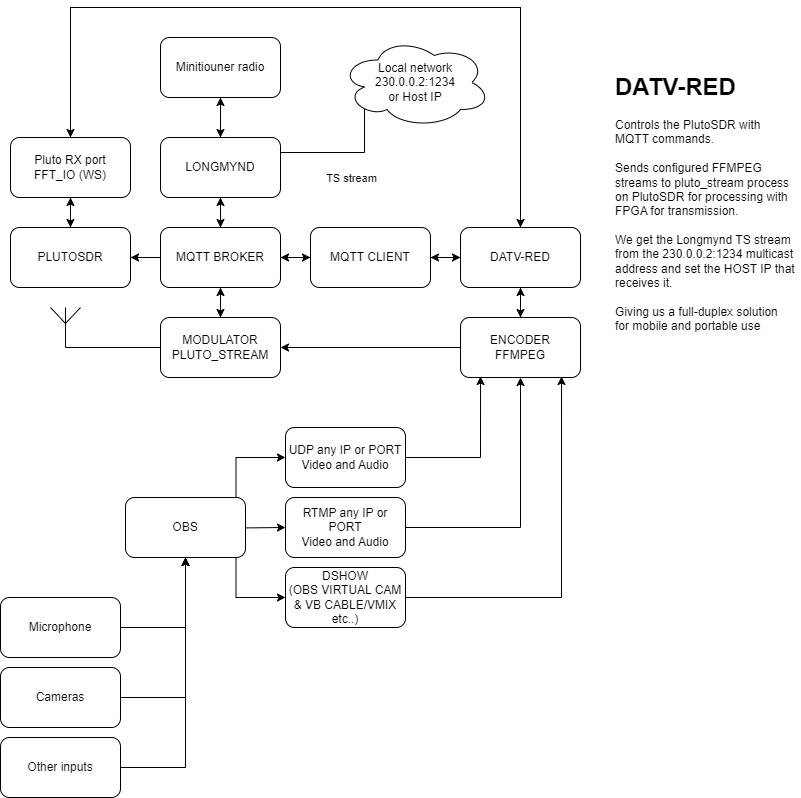 Minitiouner radio
Local network
230.0.0.2:1234
or Host IP
DATV-RED
Controls the PlutoSDR with
MQTT commands.
Sends configured FFMPEG
streams to pluto_stream process
on PlutoSDR for processing with
FPGA for transmission.
We get the Longmynd TS stream
from the 230.0.0.2:1234 multicast
address and set the HOST IP that
receives it.
Giving us a full-duplex solution
for mobile and portable use
Pluto RX port
FFT_IO (WS)
LONGMYND
TS stream
PLUTOSDR
MQTT BROKER
MQTT CLIENT
DATV-RED
MODULATOR
PLUTO_STREAM
ENCODER
FFMPEG
UDP any IP or PORT
Video and Audio
OBS
RTMP any IP or
PORT
Video and Audio
DSHOW
(OBS VIRTUAL CAM
& VB CABLE/VMIX
etc..)
Microphone
Cameras
Other inputs